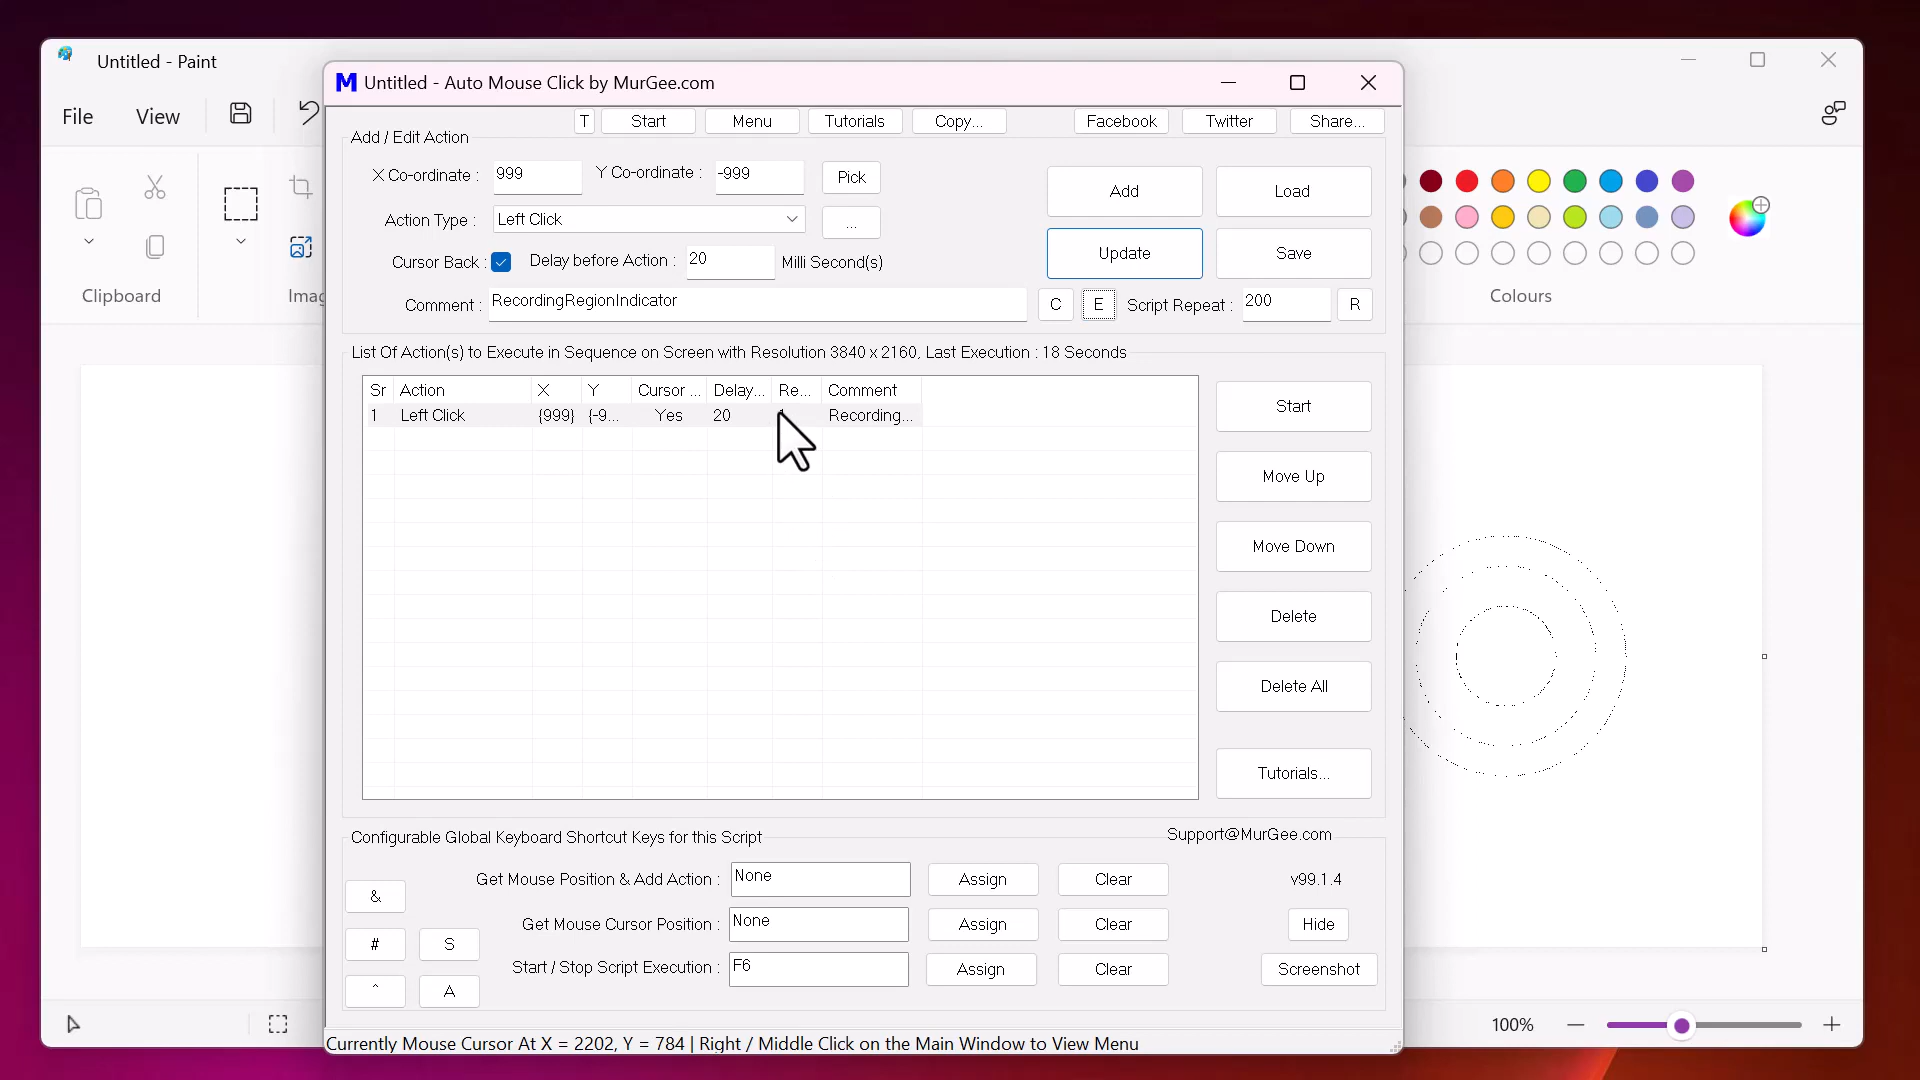 Untitled - Paint
File View
Clipboard
Imag
Colours
100%
M Untitled - Auto Mouse Click by MurGee.com
T Start Menu Tutorials Copy... Facebook Twitter Share...
Add / Edit Action
X Co-ordinate : 999 Y Co-ordinate : -999 Pick
Add Load
Action Type : Left Click ...
Update Save
Cursor Back : Delay before Action : 20 Milli Second(s)
Comment : RecordingRegionIndicator C E Script Repeat : 200 R
List Of Action(s) to Execute in Sequence on Screen with Resolution 3840 x 2160, Last Execution : 18 Seconds
Sr Action X Y Cursor ... Delay... Re... Comment
1 Left Click {999} {-9... Yes 20 Recording...
Start
Move Up
Move Down
Delete
Delete All
Tutorials...
Configurable Global Keyboard Shortcut Keys for this Script
Support@MurGee.com
Get Mouse Position & Add Action : None Assign Clear v99.1.4
&
Get Mouse Cursor Position : None Assign Clear Hide
# S
Start / Stop Script Execution : F6 Assign Clear Screenshot
^ A
Currently Mouse Cursor At X = 2202, Y = 784 | Right / Middle Click on the Main Window to View Menu